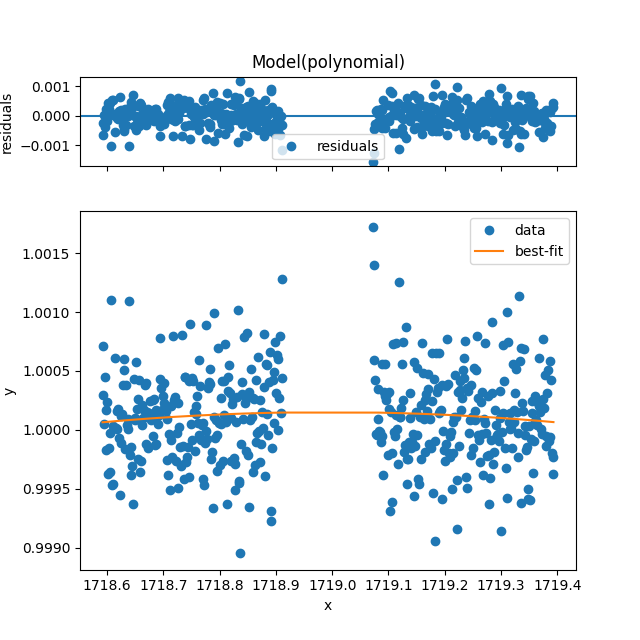 Model(polynomial)
0.001
0.000
−0.001
residuals
residuals
1.0015
1.0010
1.0005
1.0000
0.9995
0.9990
y
data
best-fit
1718.6 1718.7 1718.8 1718.9 1719.0 1719.1 1719.2 1719.3 1719.4
x